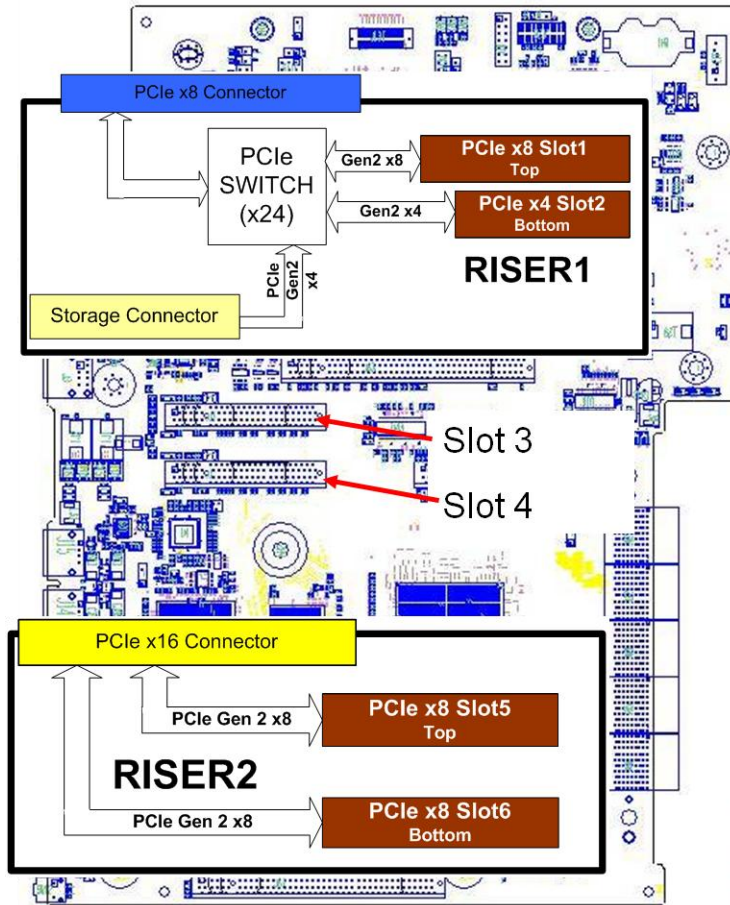 PCIe x8 Connector
PCIe
SWITCH
(x24)
Gen2 x8
PCIe x8 Slot1
Top
Gen2 x4
PCIe x4 Slot2
Bottom
RISER1
PCIe
Gen2
x4
Storage Connector
Slot 3
Slot 4
PCIe x16 Connector
PCIe Gen 2 x8
PCIe x8 Slot5
Top
RISER2
PCIe Gen 2 x8
PCIe x8 Slot6
Bottom